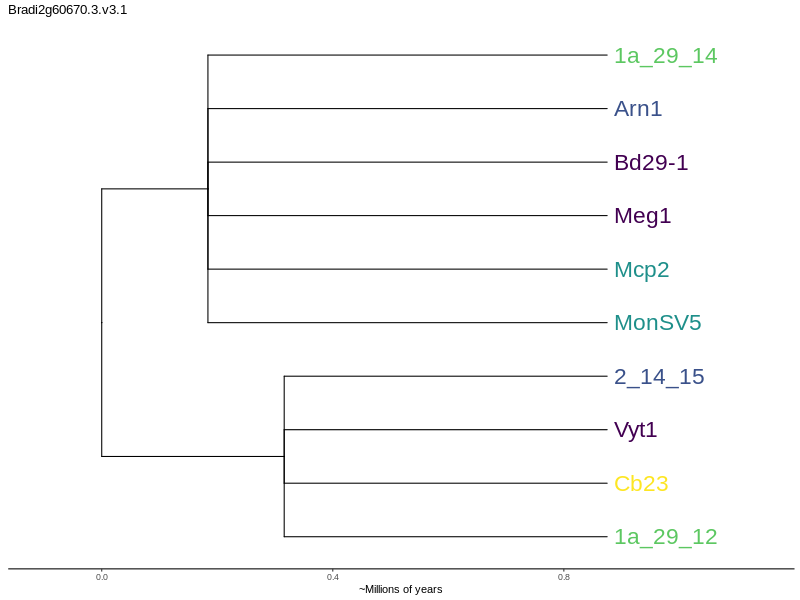 Bradi2g60670.3.v3.1
1a_29_14
Arn1
Bd29-1
Meg1
Mcp2
MonSV5
2_14_15
Vyt1
Cb23
1a_29_12
0.0 0.4 0.8
~Millions of years